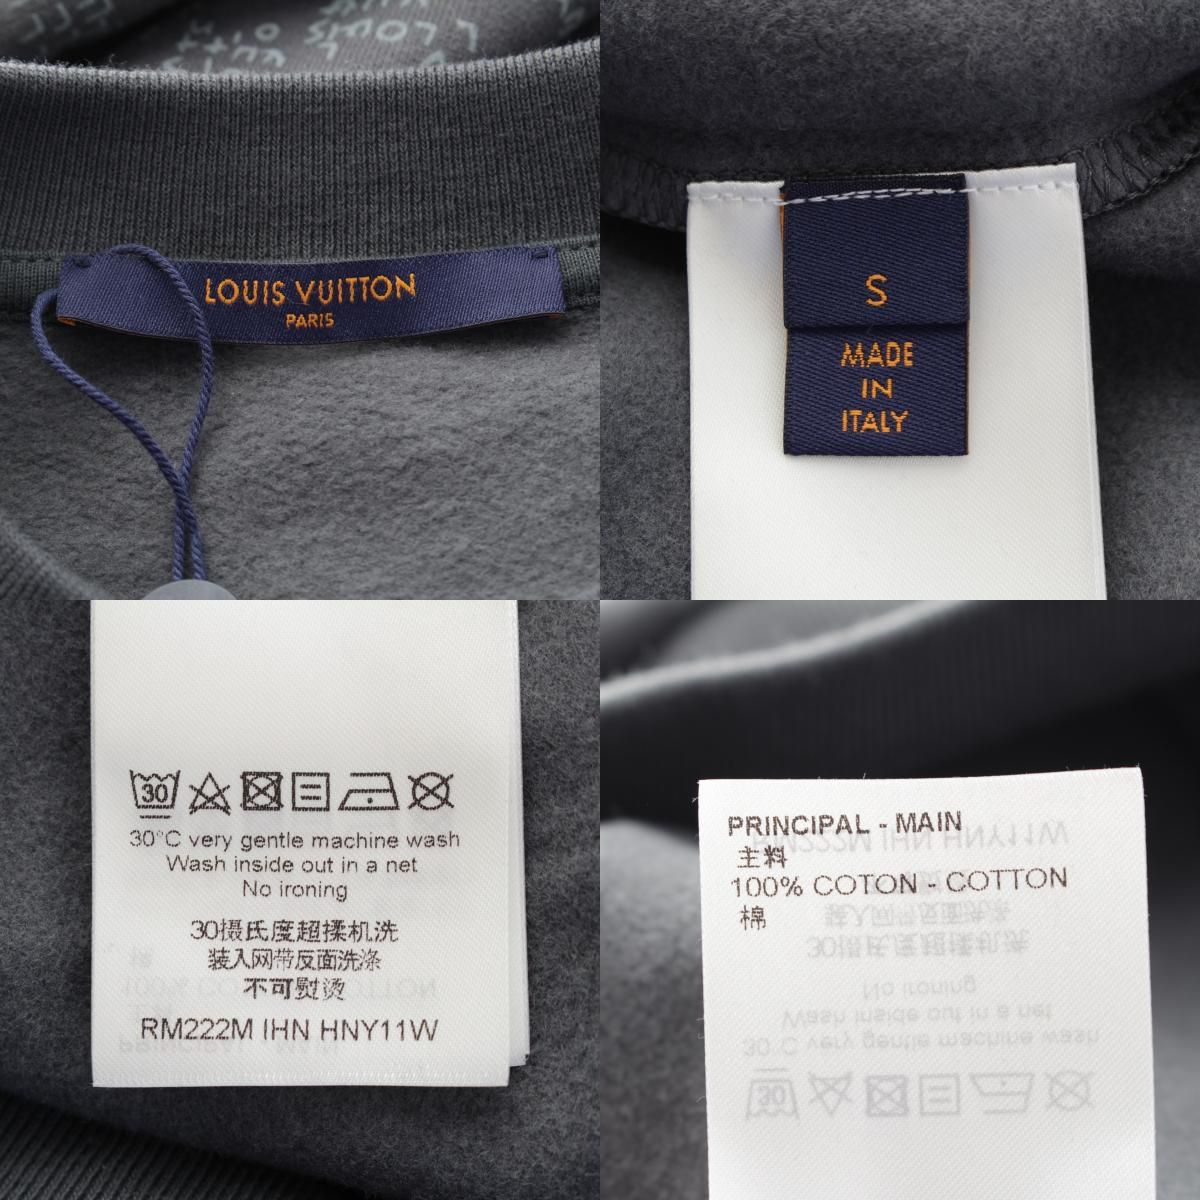 LOUIS VUITTON
PARIS
S
MADE
IN
ITALY
30
30°C very gentle machine wash
Wash inside out in a net
No ironing
30摄氏度超揉机洗
装入网带反面洗涤
不可熨烫
RM222M IHN HNY11W
PRINCIPAL - MAIN
主料
100% COTON - COTTON
棉